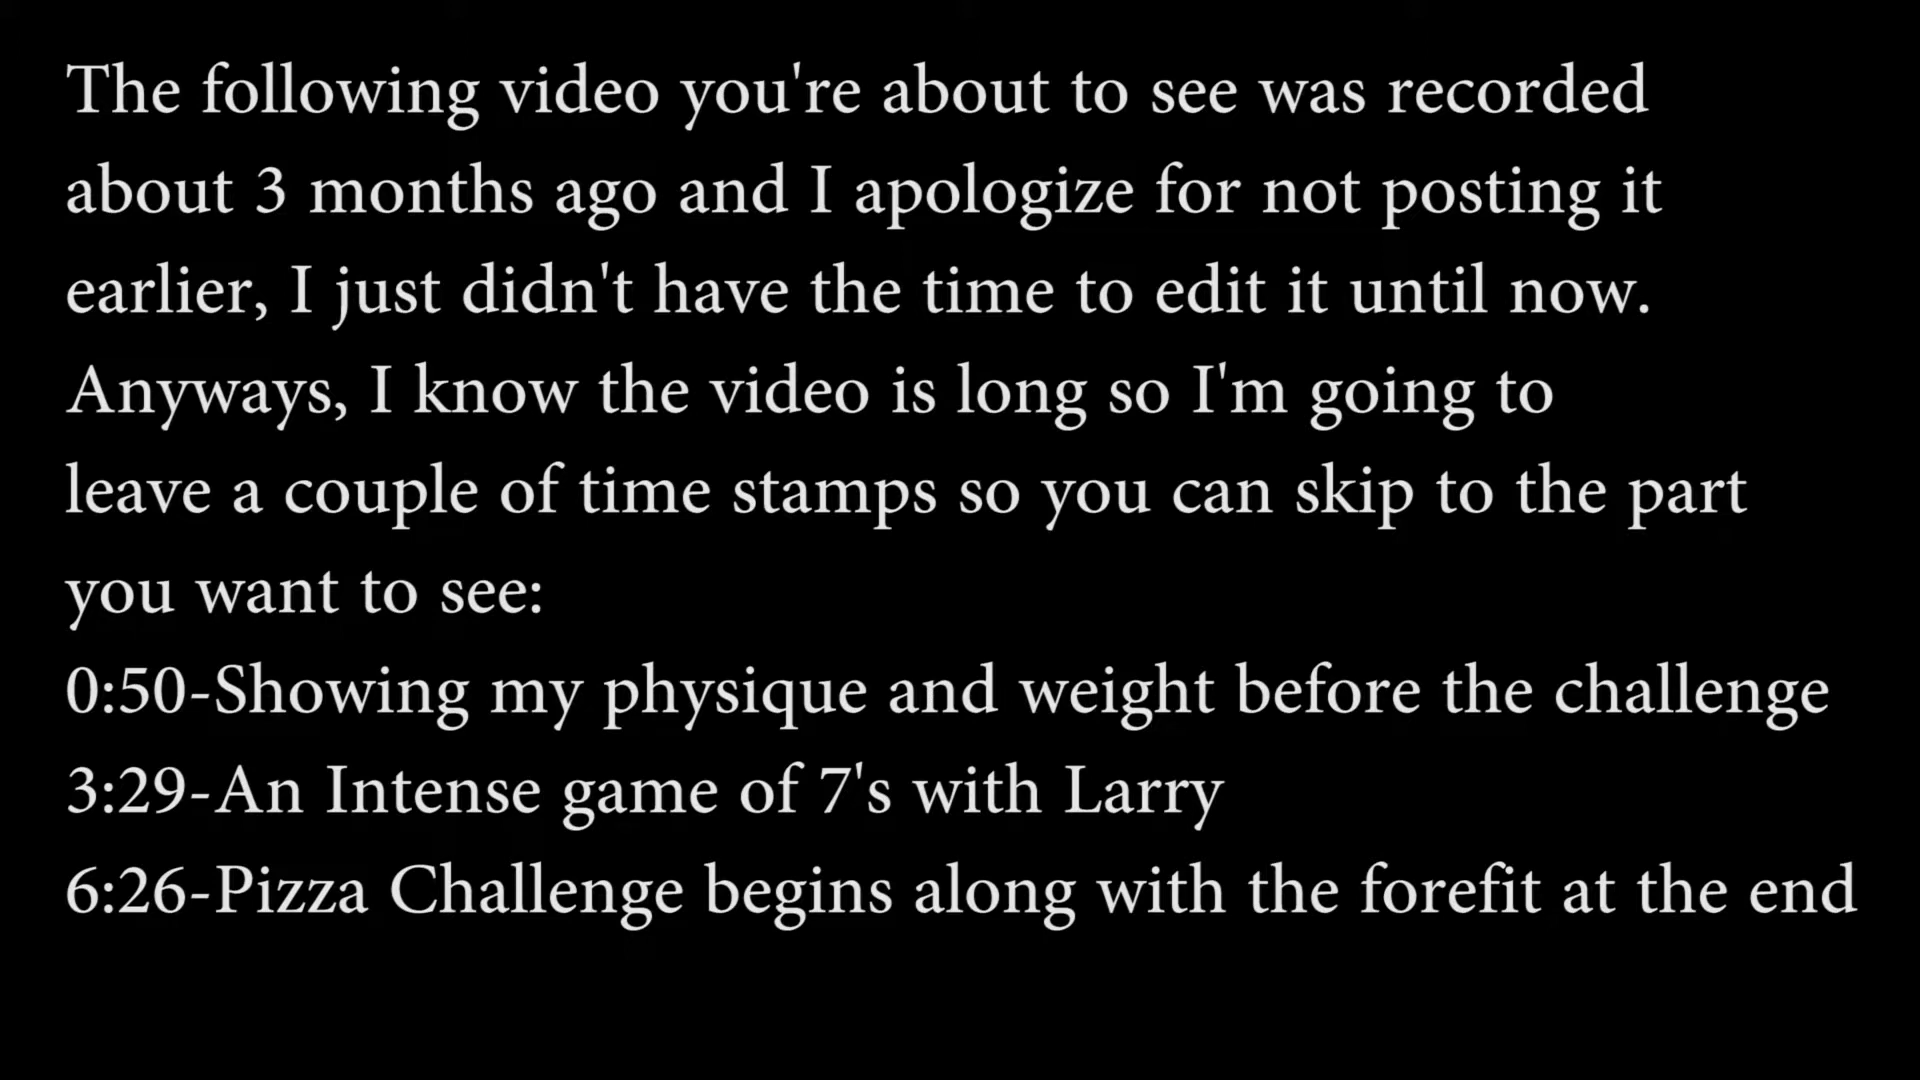 The following video you're about to see was recorded
about 3 months ago and I apologize for not posting it
earlier, I just didn't have the time to edit it until now.
Anyways, I know the video is long so I'm going to
leave a couple of time stamps so you can skip to the part
you want to see:
0:50-Showing my physique and weight before the challenge
3:29-An Intense game of 7's with Larry
6:26-Pizza Challenge begins along with the forefit at the end